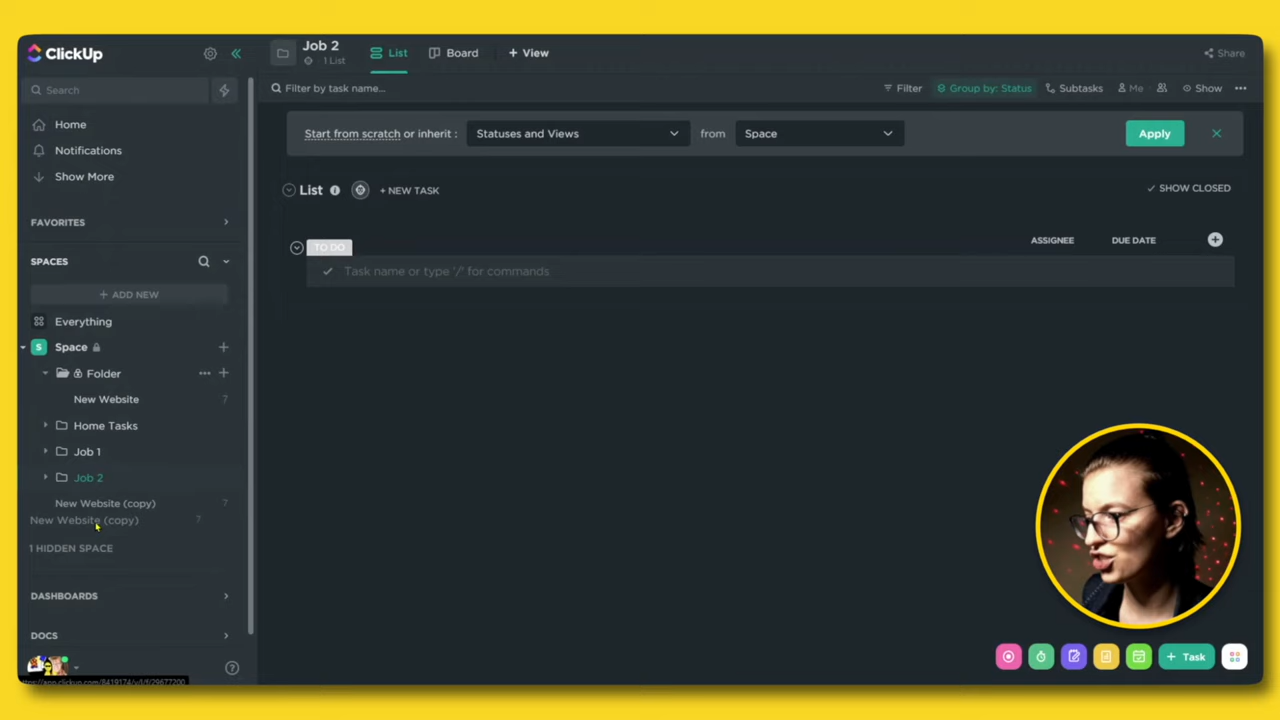 ClickUp
Job 2
1 List
List
Board
+ View
Share
Search
Filter by task name...
Filter
Group by: Status
Subtasks
Me
Show
Home
Notifications
Show More
Start from scratch or inherit :
Statuses and Views
from
Space
Apply
List
+ NEW TASK
SHOW CLOSED
FAVORITES
TO DO
ASSIGNEE
DUE DATE
Task name or type '/' for commands
SPACES
+ ADD NEW
Everything
S Space
Folder
New Website 7
Home Tasks
Job 1
Job 2
New Website (copy) 7
New Website (copy) 7
1 HIDDEN SPACE
DASHBOARDS
DOCS
+ Task